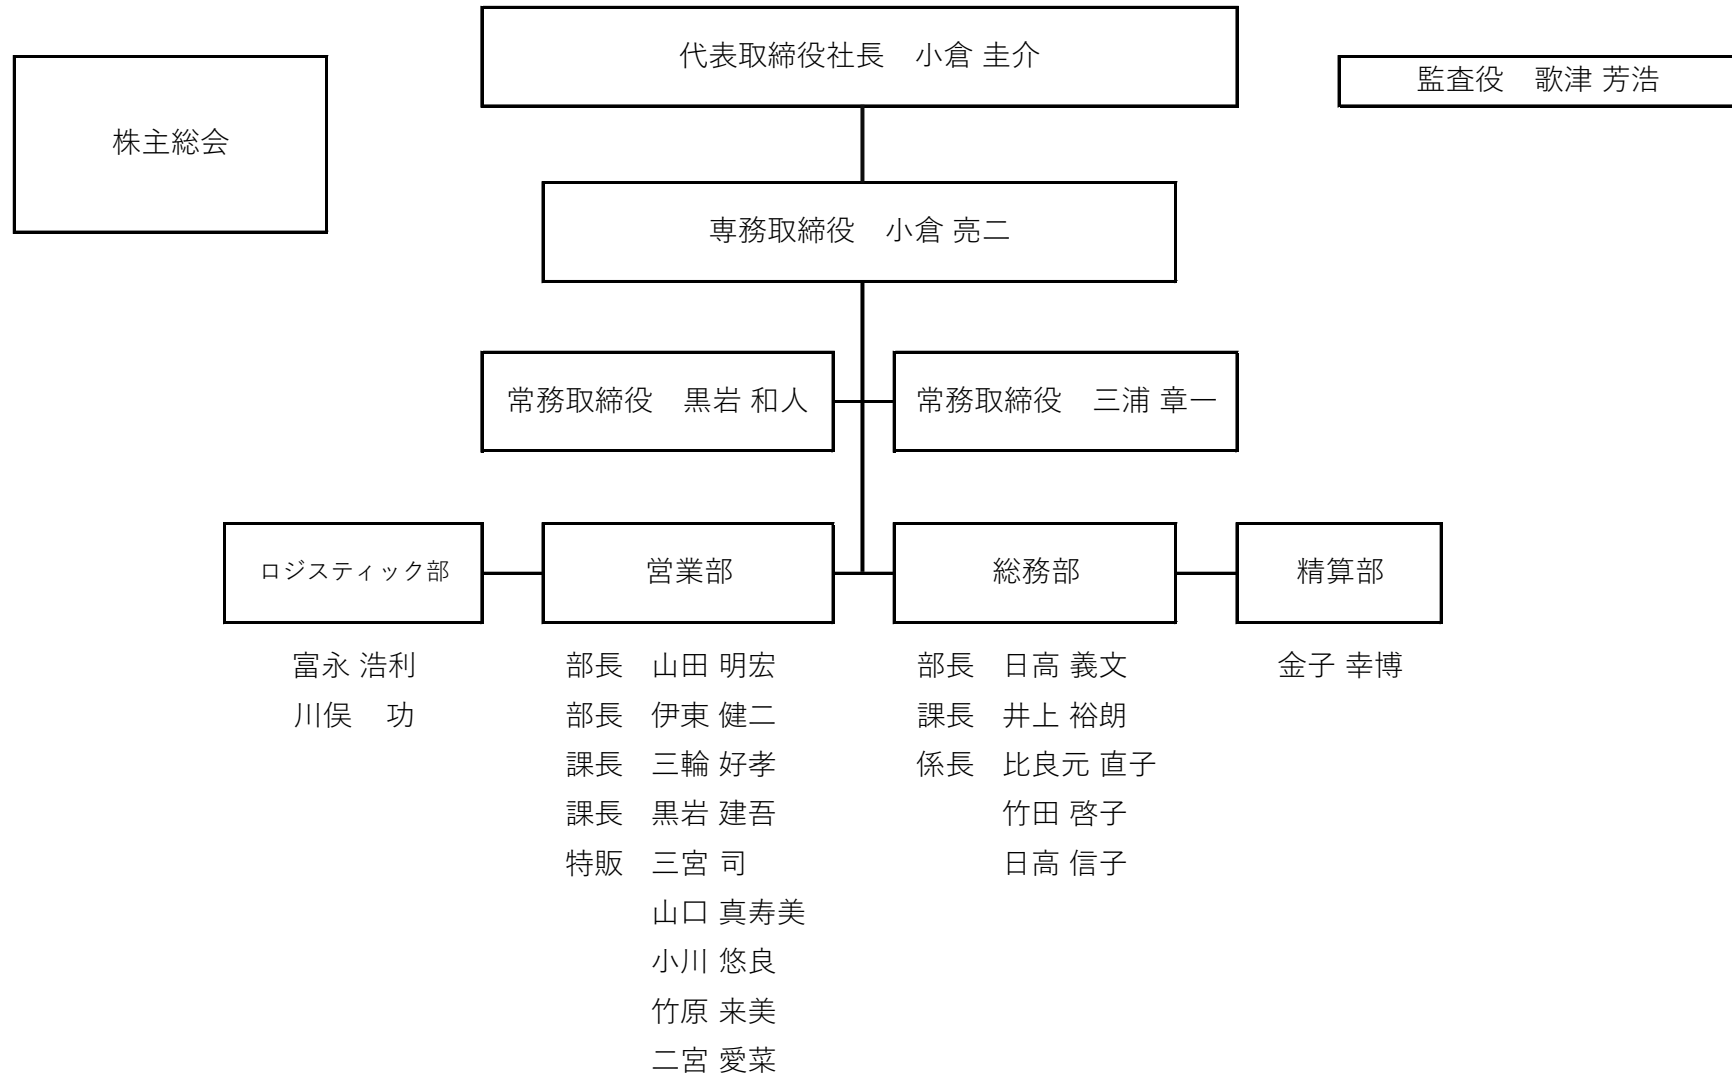 代表取締役社長　小倉 圭介
監査役　歌津 芳浩
株主総会
専務取締役　小倉 亮二
常務取締役　黒岩 和人
常務取締役　三浦 章一
ロジスティック部
営業部
総務部
精算部
富永 浩利
川俣　功
部長　山田 明宏
部長　伊東 健二
課長　三輪 好孝
課長　黒岩 建吾
特販　三宮 司
山口 真寿美
小川 悠良
竹原 来美
二宮 愛菜
部長　日高 義文
課長　井上 裕朗
係長　比良元 直子
竹田 啓子
日高 信子
金子 幸博